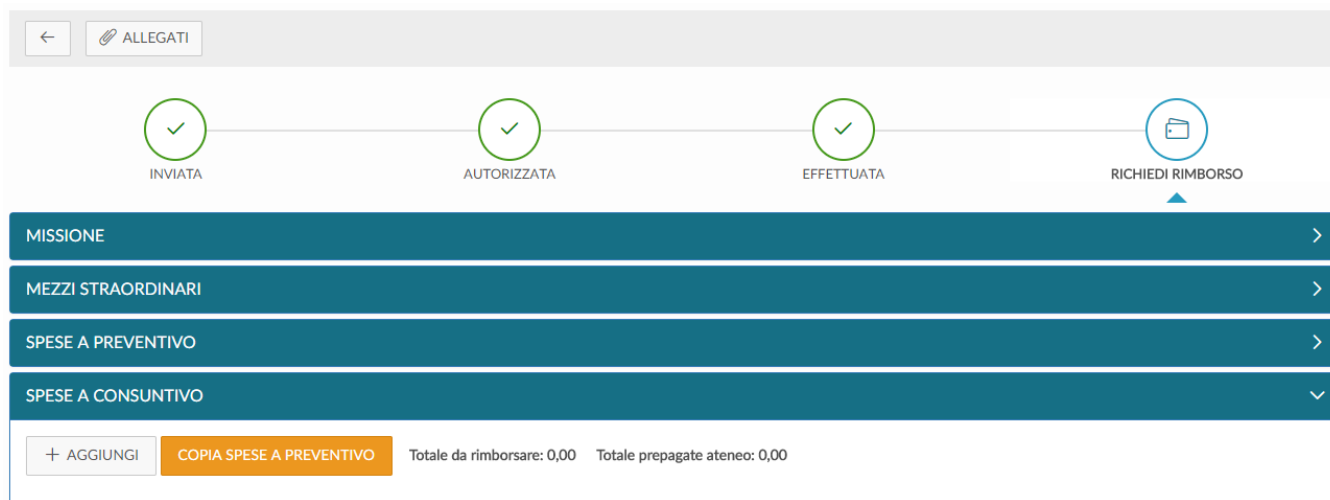 ALLEGATI
INVIATA AUTORIZZATA EFFETTUATA RICHIEDI RIMBORSO
MISSIONE
MEZZI STRAORDINARI
SPESE A PREVENTIVO
SPESE A CONSUNTIVO
+ AGGIUNGI COPIA SPESE A PREVENTIVO Totale da rimborsare: 0,00 Totale prepagate ateneo: 0,00